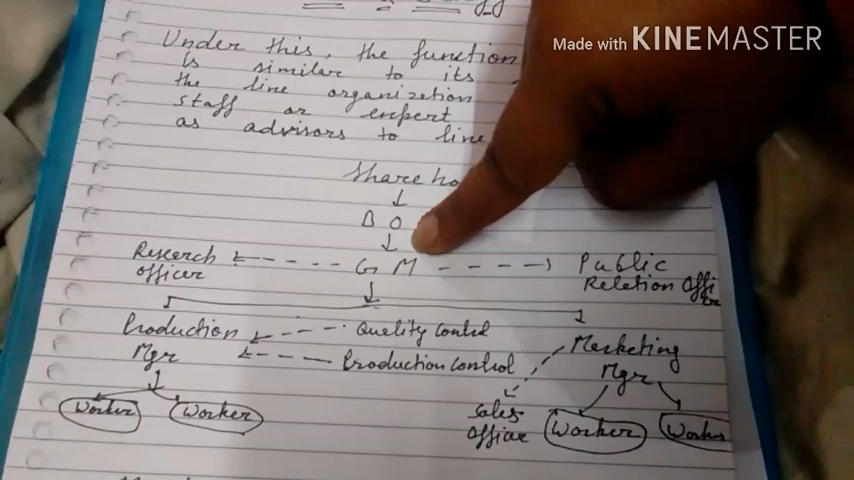 Made with KINEMASTER
Under this, the function
is similar to its
the line organization
staff or expert
as advisors to line
Share ho
B O
Research
officer
G M
Public
Relation Officer
Production
Mgr
Quality Control
Production Control
Marketing
Mgr
Worker
Worker
Sales
Officer
Worker
Worker